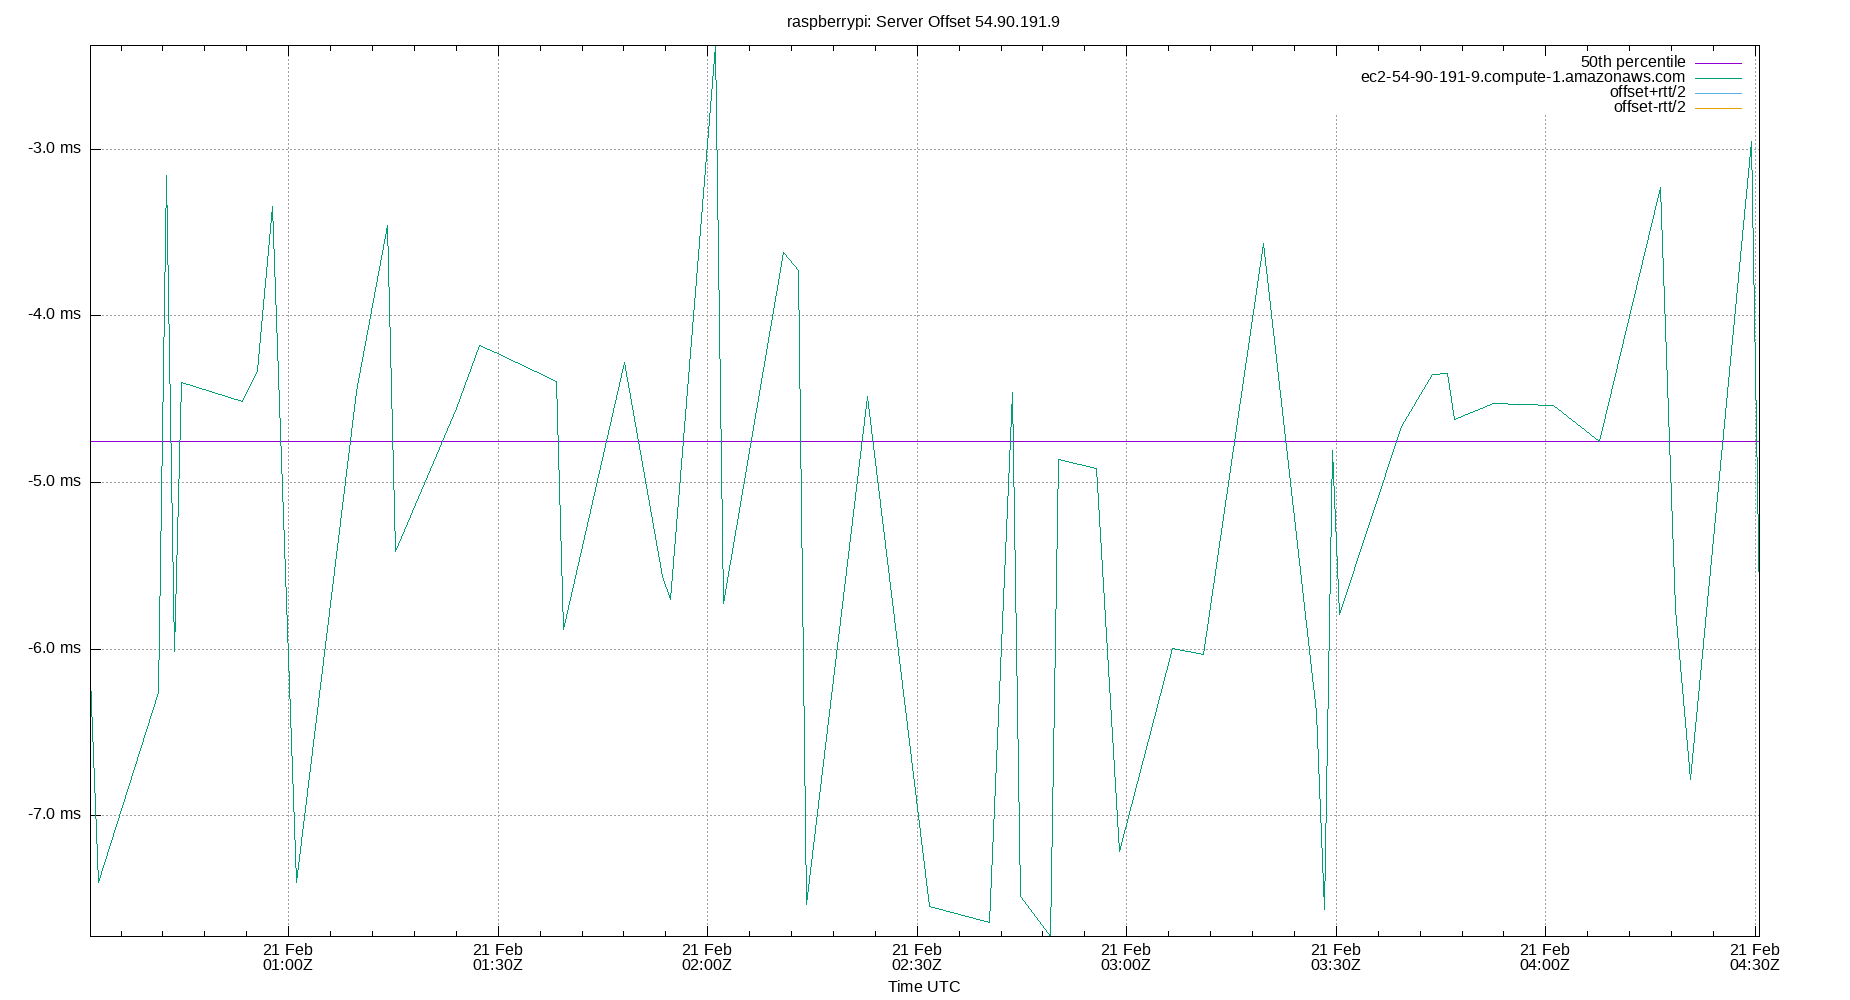 raspberrypi: Server Offset 54.90.191.9
50th percentile
ec2-54-90-191-9.compute-1.amazonaws.com
offset+rtt/2
offset-rtt/2
-3.0 ms
-4.0 ms
-5.0 ms
-6.0 ms
-7.0 ms
21 Feb 21 Feb 21 Feb 21 Feb 21 Feb 21 Feb 21 Feb 21 Feb
01:00Z 01:30Z 02:00Z 02:30Z 03:00Z 03:30Z 04:00Z 04:30Z
Time UTC